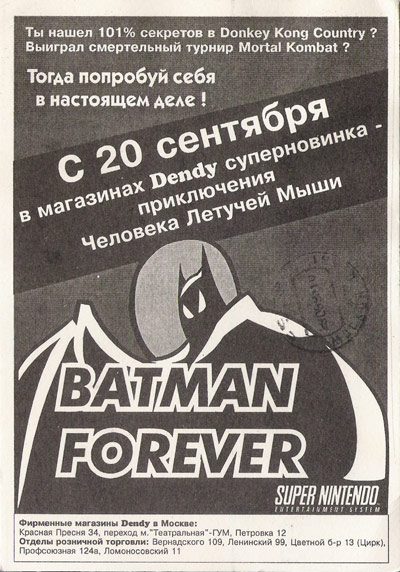 Ты нашел 101% секретов в Donkey Kong Country ?
Выиграл смертельный турнир Mortal Kombat ?
Тогда попробуй себя
в настоящем деле !
С 20 сентября
в магазинах Dendy суперновинка -
приключения
Человека Летучей Мыши
BATMAN
FOREVER
SUPER NINTENDO
ENTERTAINMENT SYSTEM
Фирменные магазины Dendy в Москве:
Красная Пресня 34, переход м."Театральная"-ГУМ, Петровка 12
Отделы розничной торговли: Вернадского 109, Ленинский 99, Цветной б-р 13 (Цирк),
Профсоюзная 124а, Ломоносовский 11